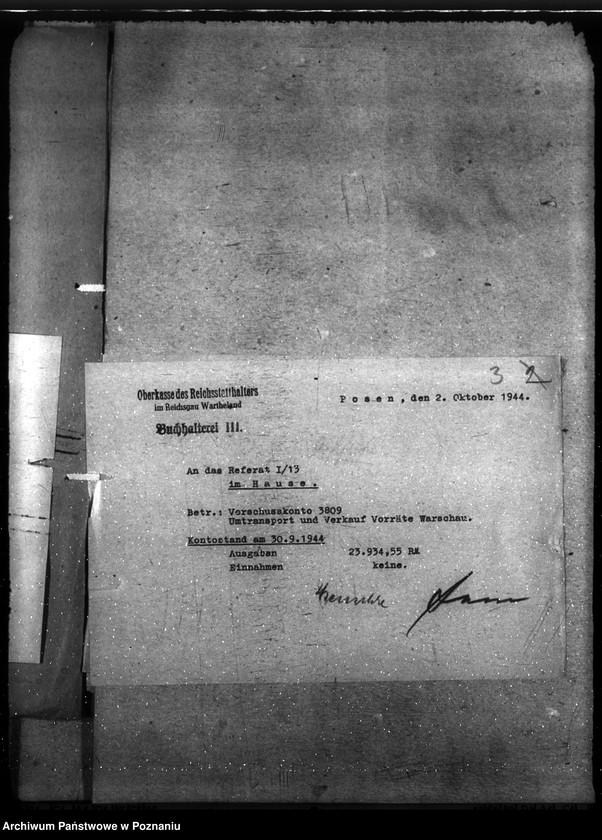 3 2
Oberkasse des Reichsstatthalters
im Reichsgau Wartheland
Buchhalterei III.
Posen, den 2. Oktober 1944.
An das Referat I/13
im Hause.
Betr.: Vorschusskonto 3809
Umtransport und Verkauf Vorräte Warschau.
Kontostand am 30.9.1944
Ausgaben 23.934,55 RM
Einnahmen keine.
Archiwum Państwowe w Poznaniu